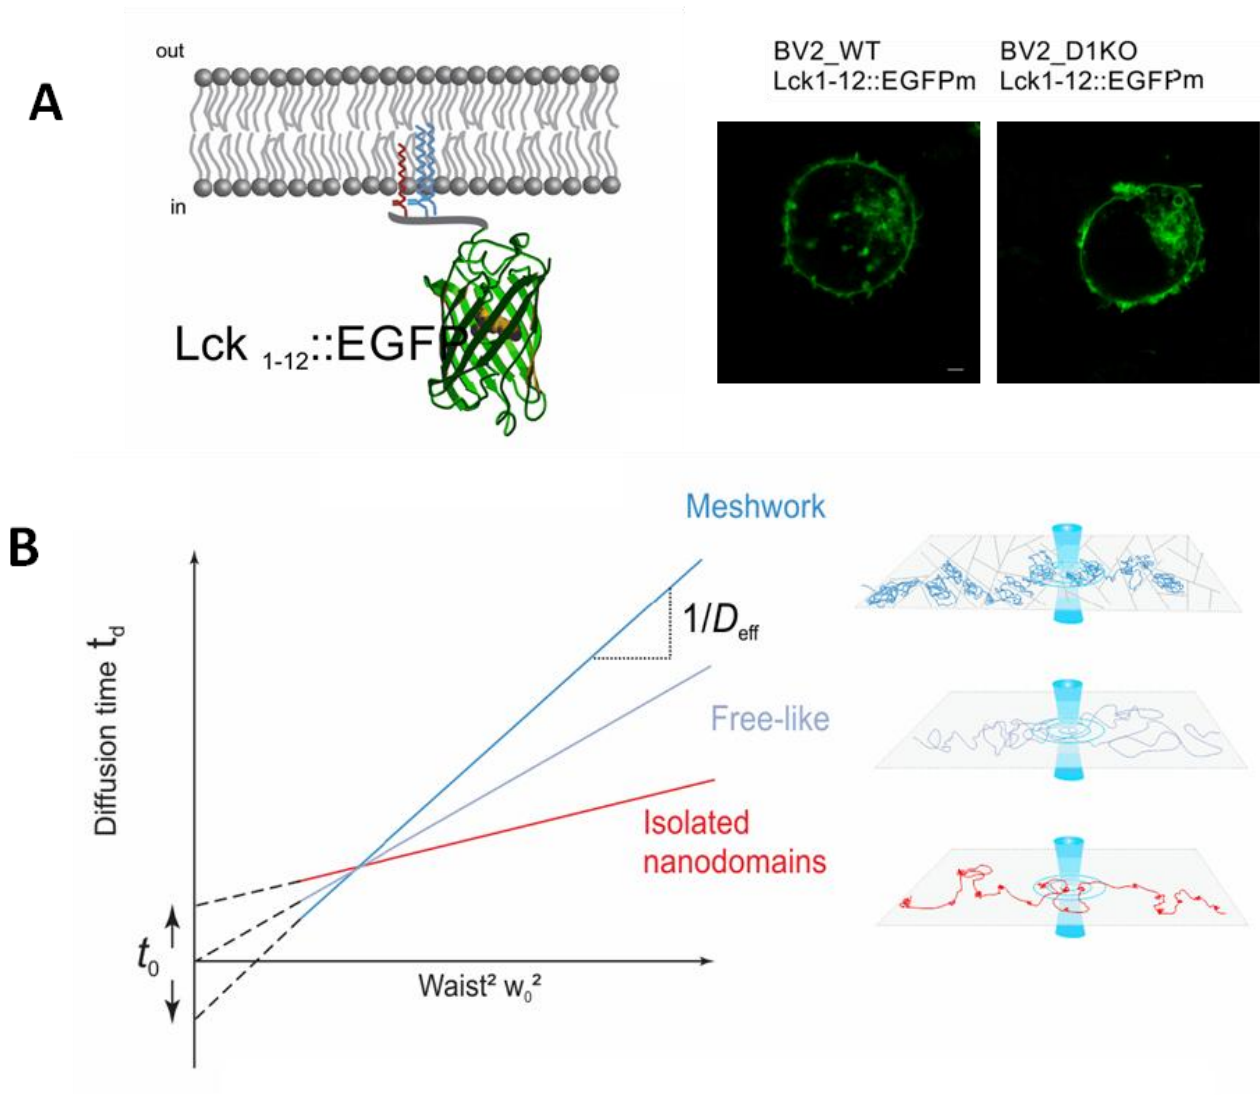 A
out
in
Lck 1-12::EGFP
BV2_WT
Lck1-12::EGFPm
BV2_D1KO
Lck1-12::EGFPm
B
Meshwork
1/Deff
Free-like
Isolated
nanodomains
Diffusion time td
t0
Waist² w₀²